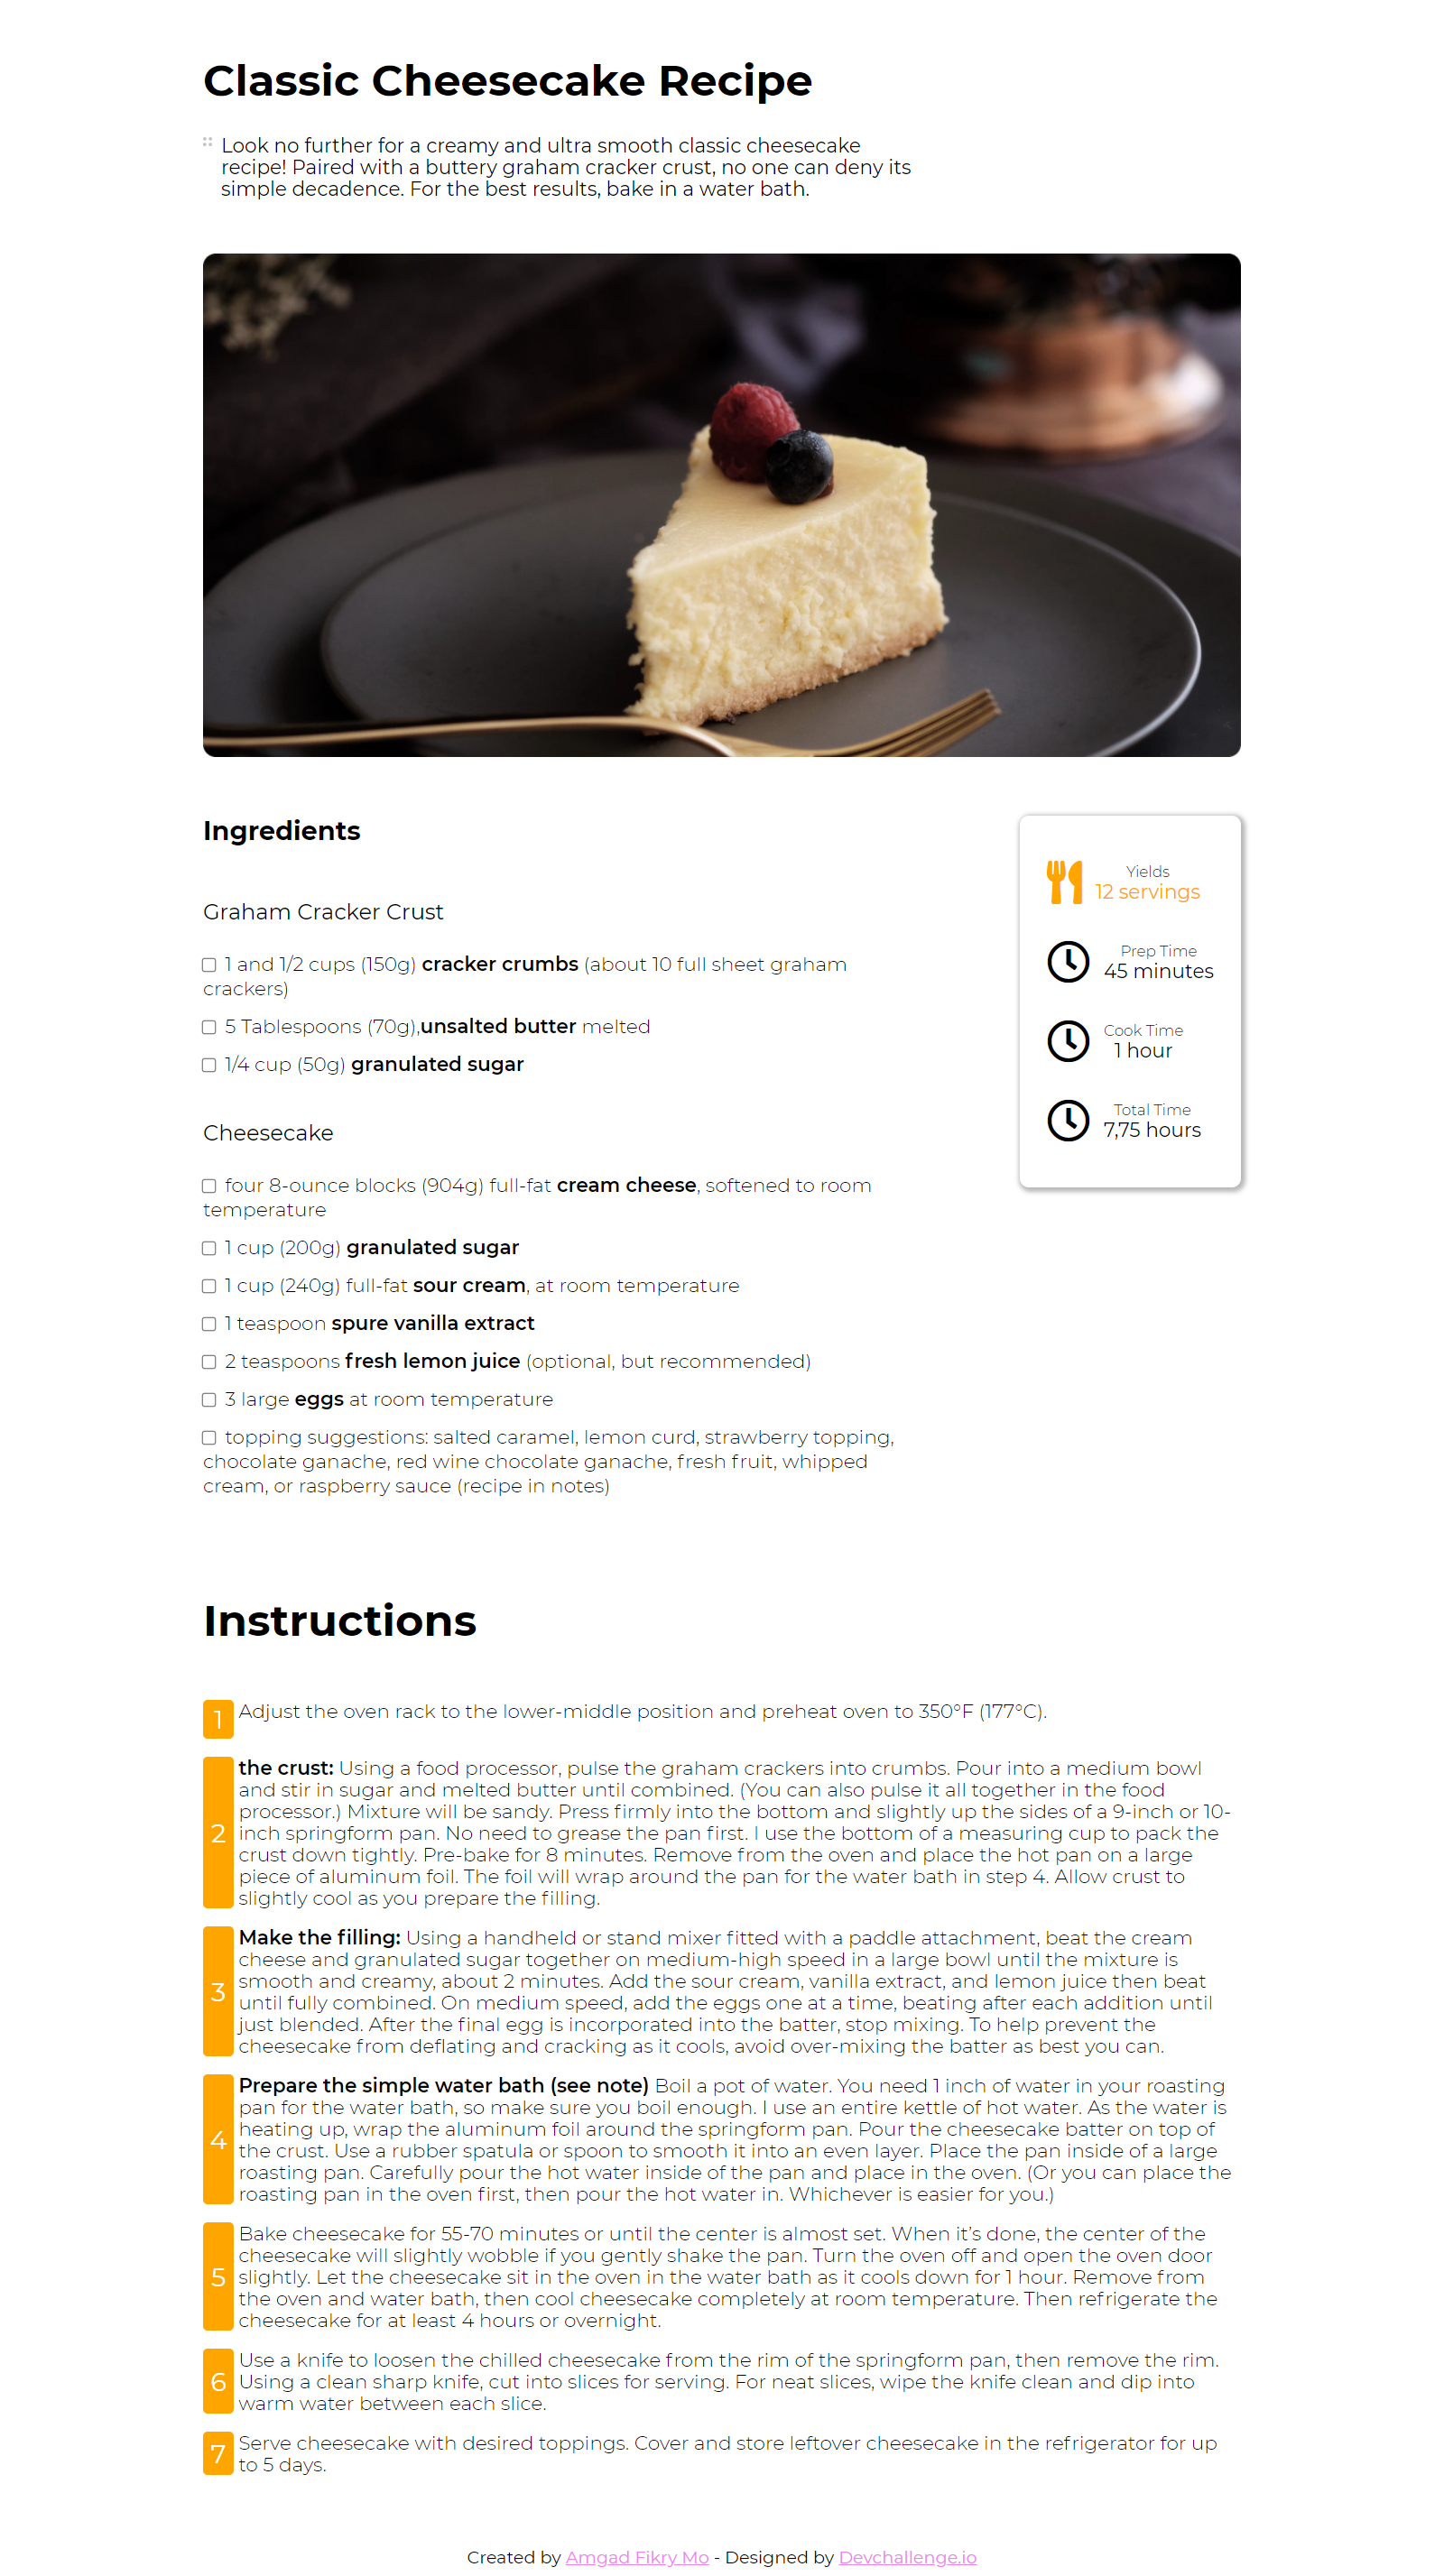 Classic Cheesecake Recipe
Look no further for a creamy and ultra smooth classic cheesecake
recipe! Paired with a buttery graham cracker crust, no one can deny its
simple decadence. For the best results, bake in a water bath.
Ingredients
Graham Cracker Crust
1 and 1/2 cups (150g) cracker crumbs (about 10 full sheet graham
crackers)
5 Tablespoons (70g),unsalted butter melted
1/4 cup (50g) granulated sugar
Cheesecake
four 8-ounce blocks (904g) full-fat cream cheese, softened to room
temperature
1 cup (200g) granulated sugar
1 cup (240g) full-fat sour cream, at room temperature
1 teaspoon spure vanilla extract
2 teaspoons fresh lemon juice (optional, but recommended)
3 large eggs at room temperature
topping suggestions: salted caramel, lemon curd, strawberry topping,
chocolate ganache, red wine chocolate ganache, fresh fruit, whipped
cream, or raspberry sauce (recipe in notes)
Yields
12 servings
Prep Time
45 minutes
Cook Time
1 hour
Total Time
7,75 hours
Instructions
1 Adjust the oven rack to the lower-middle position and preheat oven to 350°F (177°C).
2 the crust: Using a food processor, pulse the graham crackers into crumbs. Pour into a medium bowl
and stir in sugar and melted butter until combined. (You can also pulse it all together in the food
processor.) Mixture will be sandy. Press firmly into the bottom and slightly up the sides of a 9-inch or 10-
inch springform pan. No need to grease the pan first. I use the bottom of a measuring cup to pack the
crust down tightly. Pre-bake for 8 minutes. Remove from the oven and place the hot pan on a large
piece of aluminum foil. The foil will wrap around the pan for the water bath in step 4. Allow crust to
slightly cool as you prepare the filling.
3 Make the filling: Using a handheld or stand mixer fitted with a paddle attachment, beat the cream
cheese and granulated sugar together on medium-high speed in a large bowl until the mixture is
smooth and creamy, about 2 minutes. Add the sour cream, vanilla extract, and lemon juice then beat
until fully combined. On medium speed, add the eggs one at a time, beating after each addition until
just blended. After the final egg is incorporated into the batter, stop mixing. To help prevent the
cheesecake from deflating and cracking as it cools, avoid over-mixing the batter as best you can.
4 Prepare the simple water bath (see note) Boil a pot of water. You need 1 inch of water in your roasting
pan for the water bath, so make sure you boil enough. I use an entire kettle of hot water. As the water is
heating up, wrap the aluminum foil around the springform pan. Pour the cheesecake batter on top of
the crust. Use a rubber spatula or spoon to smooth it into an even layer. Place the pan inside of a large
roasting pan. Carefully pour the hot water inside of the pan and place in the oven. (Or you can place the
roasting pan in the oven first, then pour the hot water in. Whichever is easier for you.)
5 Bake cheesecake for 55-70 minutes or until the center is almost set. When it’s done, the center of the
cheesecake will slightly wobble if you gently shake the pan. Turn the oven off and open the oven door
slightly. Let the cheesecake sit in the oven in the water bath as it cools down for 1 hour. Remove from
the oven and water bath, then cool cheesecake completely at room temperature. Then refrigerate the
cheesecake for at least 4 hours or overnight.
6 Use a knife to loosen the chilled cheesecake from the rim of the springform pan, then remove the rim.
Using a clean sharp knife, cut into slices for serving. For neat slices, wipe the knife clean and dip into
warm water between each slice.
7 Serve cheesecake with desired toppings. Cover and store leftover cheesecake in the refrigerator for up
to 5 days.
Created by Amgad Fikry Mo - Designed by Devchallenge.io